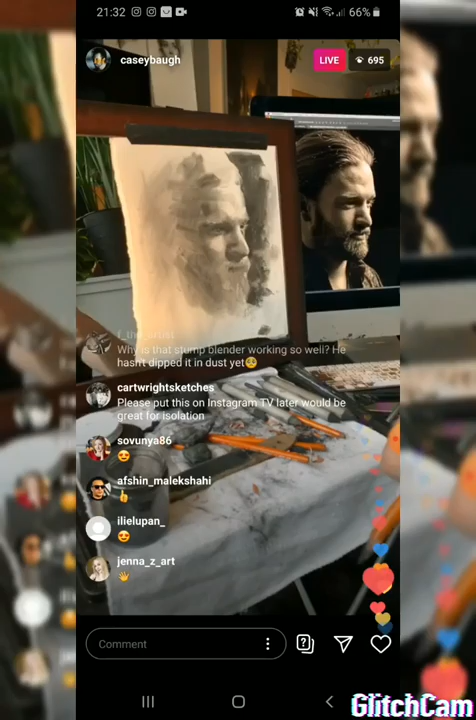 21:32
66%
caseybaugh
LIVE
695
Why is that stump blender working so well? He
hasn't dipped it in dust yet
cartwrightsketches
Please put this on Instagram TV later would be
great for isolation
sovunya86
afshin_malekshahi
ilielupan_
jenna_z_art
Comment
GlitchCam